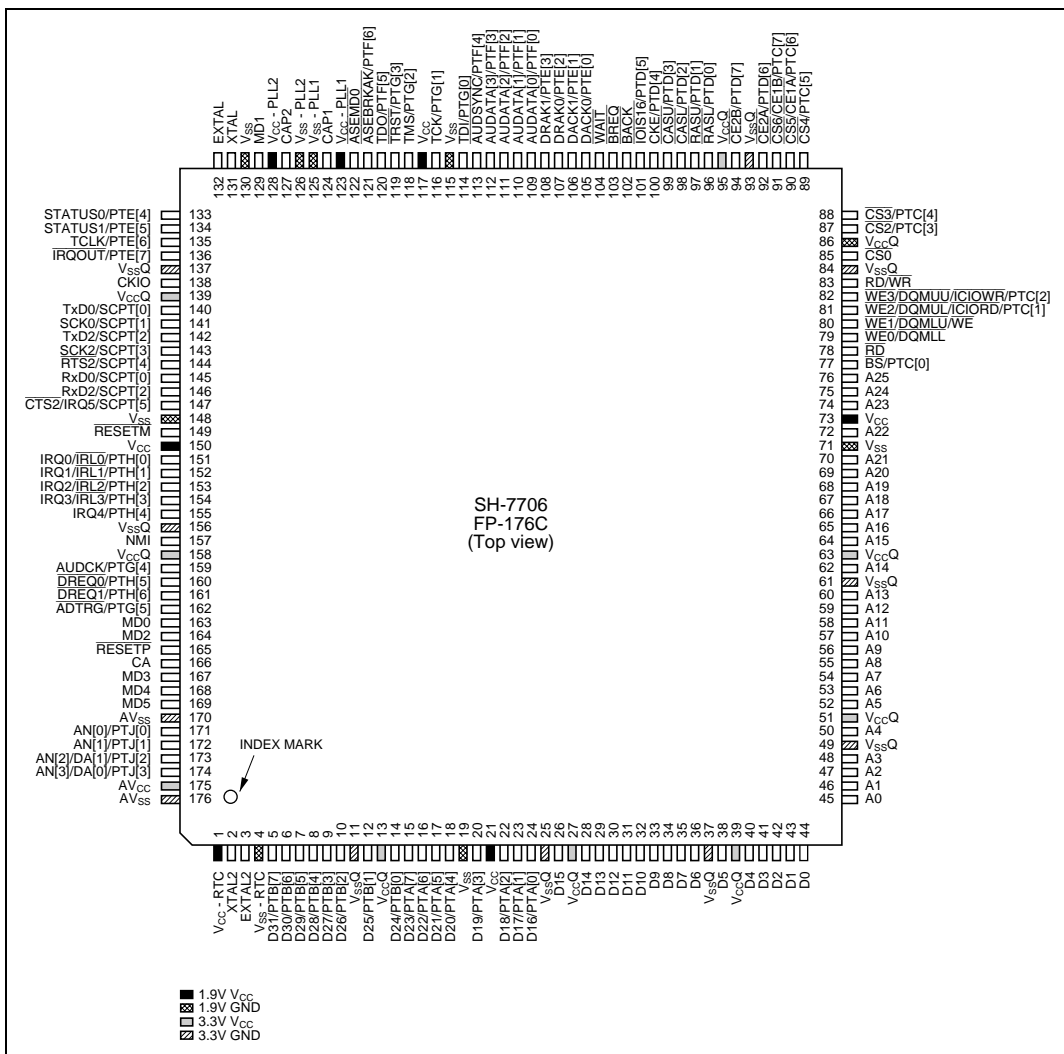 EXTAL
XTAL
VSS
MD1
VCC - PLL2
CAP2
VSS - PLL2
VSS - PLL1
CAP1
VCC - PLL1
ASEMD0
ASEBRKAK/PTF[6]
TDO/PTF[5]
TRST/PTG[3]
TMS/PTG[2]
VCC
TCK/PTG[1]
VSS
TDI/PTG[0]
AUDSYNC/PTF[4]
AUDATA[3]/PTF[3]
AUDATA[2]/PTF[2]
AUDATA[1]/PTF[1]
AUDATA[0]/PTF[0]
DRAK1/PTE[3]
DRAK0/PTE[2]
DACK1/PTE[1]
DACK0/PTE[0]
WAIT
BREQ
BACK
IOIS16/PTD[5]
CKE/PTD[4]
CASU/PTD[3]
CASL/PTD[2]
RASU/PTD[1]
RASL/PTD[0]
VCCQ
CE2B/PTD[7]
VSSQ
CE2A/PTD[6]
CS6/CE1B/PTC[7]
CS5/CE1A/PTC[6]
CS4/PTC[5]
132 131 130 129 128 127 126 125 124 123 122 121 120 119 118 117 116 115 114 113 112 111 110 109 108 107 106 105 104 103 102 101 100 99 98 97 96 95 94 93 92 91 90 89
STATUS0/PTE[4] 133
STATUS1/PTE[5] 134
TCLK/PTE[6] 135
IRQOUT/PTE[7] 136
VSSQ 137
CKIO 138
VCCQ 139
TxD0/SCPT[0] 140
SCK0/SCPT[1] 141
TxD2/SCPT[2] 142
SCK2/SCPT[3] 143
RTS2/SCPT[4] 144
RxD0/SCPT[0] 145
RxD2/SCPT[2] 146
CTS2/IRQ5/SCPT[5] 147
VSS 148
RESETM 149
VCC 150
IRQ0/IRL0/PTH[0] 151
IRQ1/IRL1/PTH[1] 152
IRQ2/IRL2/PTH[2] 153
IRQ3/IRL3/PTH[3] 154
IRQ4/PTH[4] 155
VSSQ 156
NMI 157
VCCQ 158
AUDCK/PTG[4] 159
DREQ0/PTH[5] 160
DREQ1/PTH[6] 161
ADTRG/PTG[5] 162
MD0 163
MD2 164
RESETP 165
CA 166
MD3 167
MD4 168
MD5 169
AVSS 170
AN[0]/PTJ[0] 171
AN[1]/PTJ[1] 172
AN[2]/DA[1]/PTJ[2] 173
AN[3]/DA[0]/PTJ[3] 174
AVCC 175
AVSS 176
SH-7706
FP-176C
(Top view)
INDEX MARK
88 CS3/PTC[4]
87 CS2/PTC[3]
86 VCCQ
85 CS0
84 VSSQ
83 RD/WR
82 WE3/DQMUU/ICIOWR/PTC[2]
81 WE2/DQMUL/ICIORD/PTC[1]
80 WE1/DQMLU/WE
79 WE0/DQMLL
78 RD
77 BS/PTC[0]
76 A25
75 A24
74 A23
73 VCC
72 A22
71 VSS
70 A21
69 A20
68 A19
67 A18
66 A17
65 A16
64 A15
63 VCCQ
62 A14
61 VSSQ
60 A13
59 A12
58 A11
57 A10
56 A9
55 A8
54 A7
53 A6
52 A5
51 VCCQ
50 A4
49 VSSQ
48 A3
47 A2
46 A1
45 A0
1 2 3 4 5 6 7 8 9 10 11 12 13 14 15 16 17 18 19 20 21 22 23 24 25 26 27 28 29 30 31 32 33 34 35 36 37 38 39 40 41 42 43 44
VCC - RTC
XTAL2
EXTAL2
VSS - RTC
D31/PTB[7]
D30/PTB[6]
D29/PTB[5]
D28/PTB[4]
D27/PTB[3]
D26/PTB[2]
VSSQ
D25/PTB[1]
VCCQ
D24/PTB[0]
D23/PTA[7]
D22/PTA[6]
D21/PTA[5]
D20/PTA[4]
VSS
D19/PTA[3]
VCC
D18/PTA[2]
D17/PTA[1]
D16/PTA[0]
VSSQ
D15
VCCQ
D14
D13
D12
D11
D10
D9
D8
D7
D6
VSSQ
D5
VCCQ
D4
D3
D2
D1
D0
1.9V VCC
1.9V GND
3.3V VCC
3.3V GND